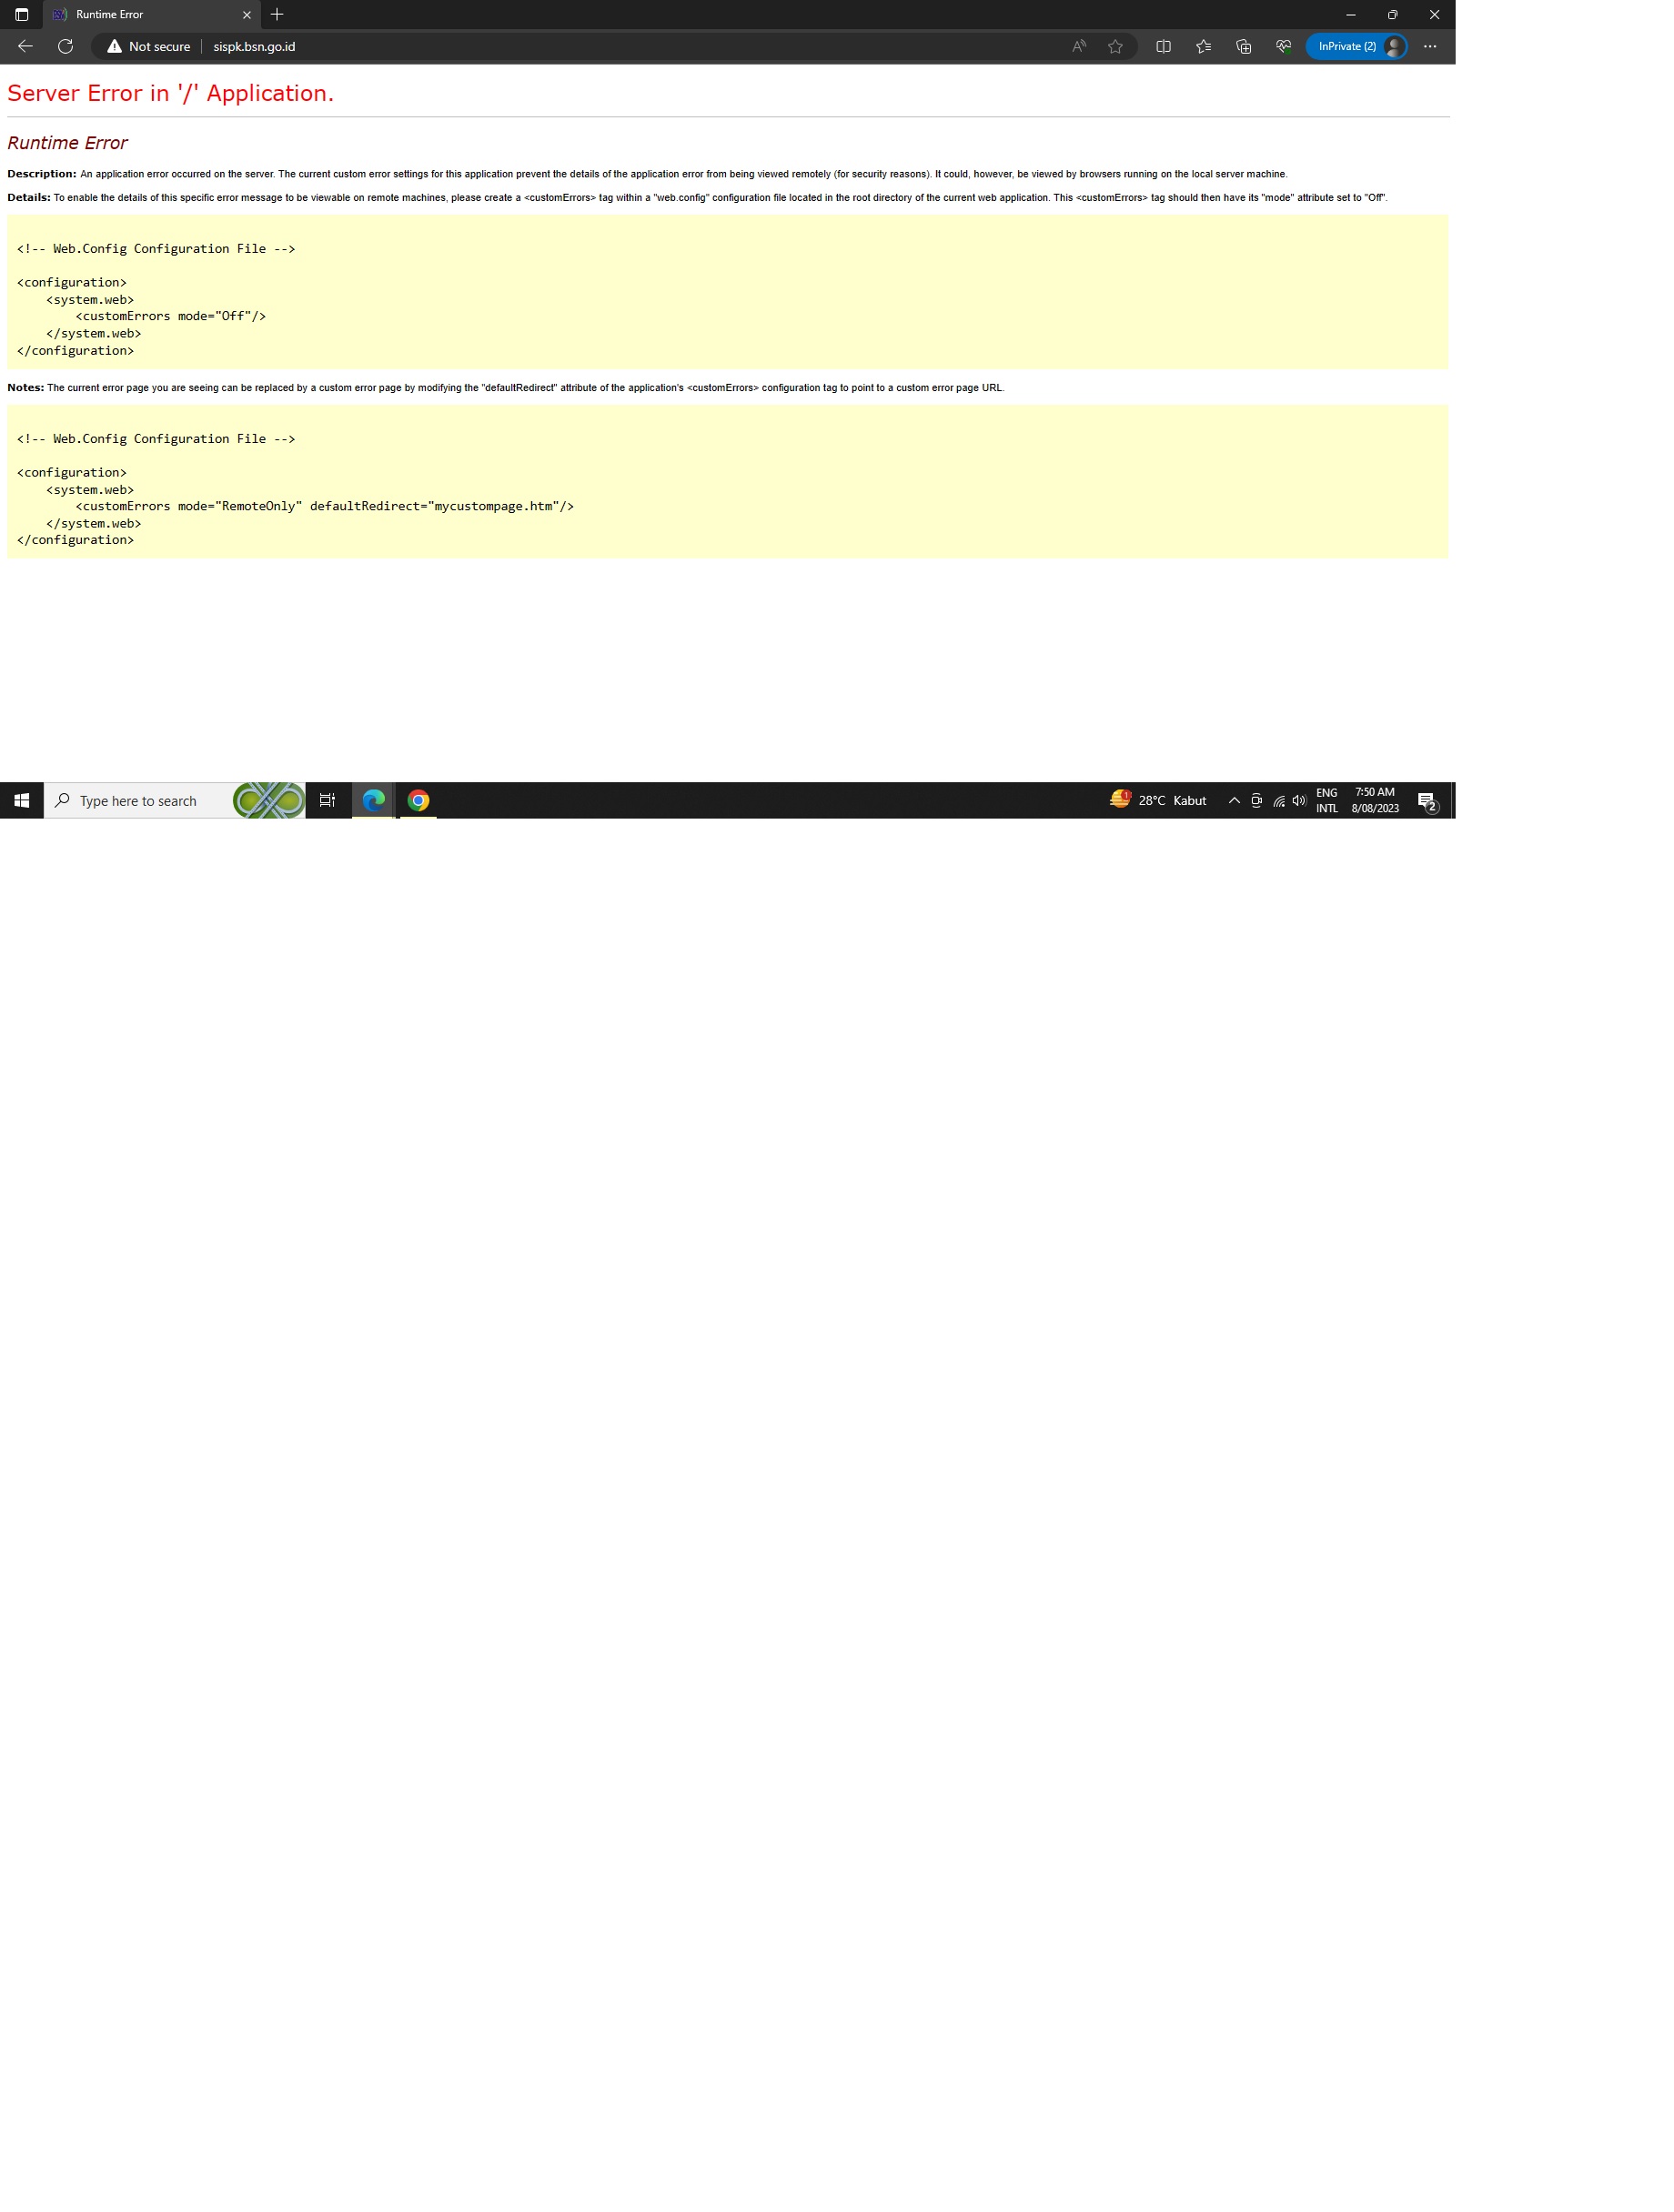 Runtime Error
Not secure
sispk.bsn.go.id
InPrivate (2)
Server Error in '/' Application.
Runtime Error
Description: An application error occurred on the server. The current custom error settings for this application prevent the details of the application error from being viewed remotely (for security reasons). It could, however, be viewed by browsers running on the local server machine.
Details: To enable the details of this specific error message to be viewable on remote machines, please create a <customErrors> tag within a "web.config" configuration file located in the root directory of the current web application. This <customErrors> tag should then have its "mode" attribute set to "Off".
<!-- Web.Config Configuration File -->
<configuration>
    <system.web>
        <customErrors mode="Off"/>
    </system.web>
</configuration>
Notes: The current error page you are seeing can be replaced by a custom error page by modifying the "defaultRedirect" attribute of the application's <customErrors> configuration tag to point to a custom error page URL.
<!-- Web.Config Configuration File -->
<configuration>
    <system.web>
        <customErrors mode="RemoteOnly" defaultRedirect="mycustompage.htm"/>
    </system.web>
</configuration>
Type here to search
1
28°C Kabut
ENG
INTL
7:50 AM
8/08/2023
2